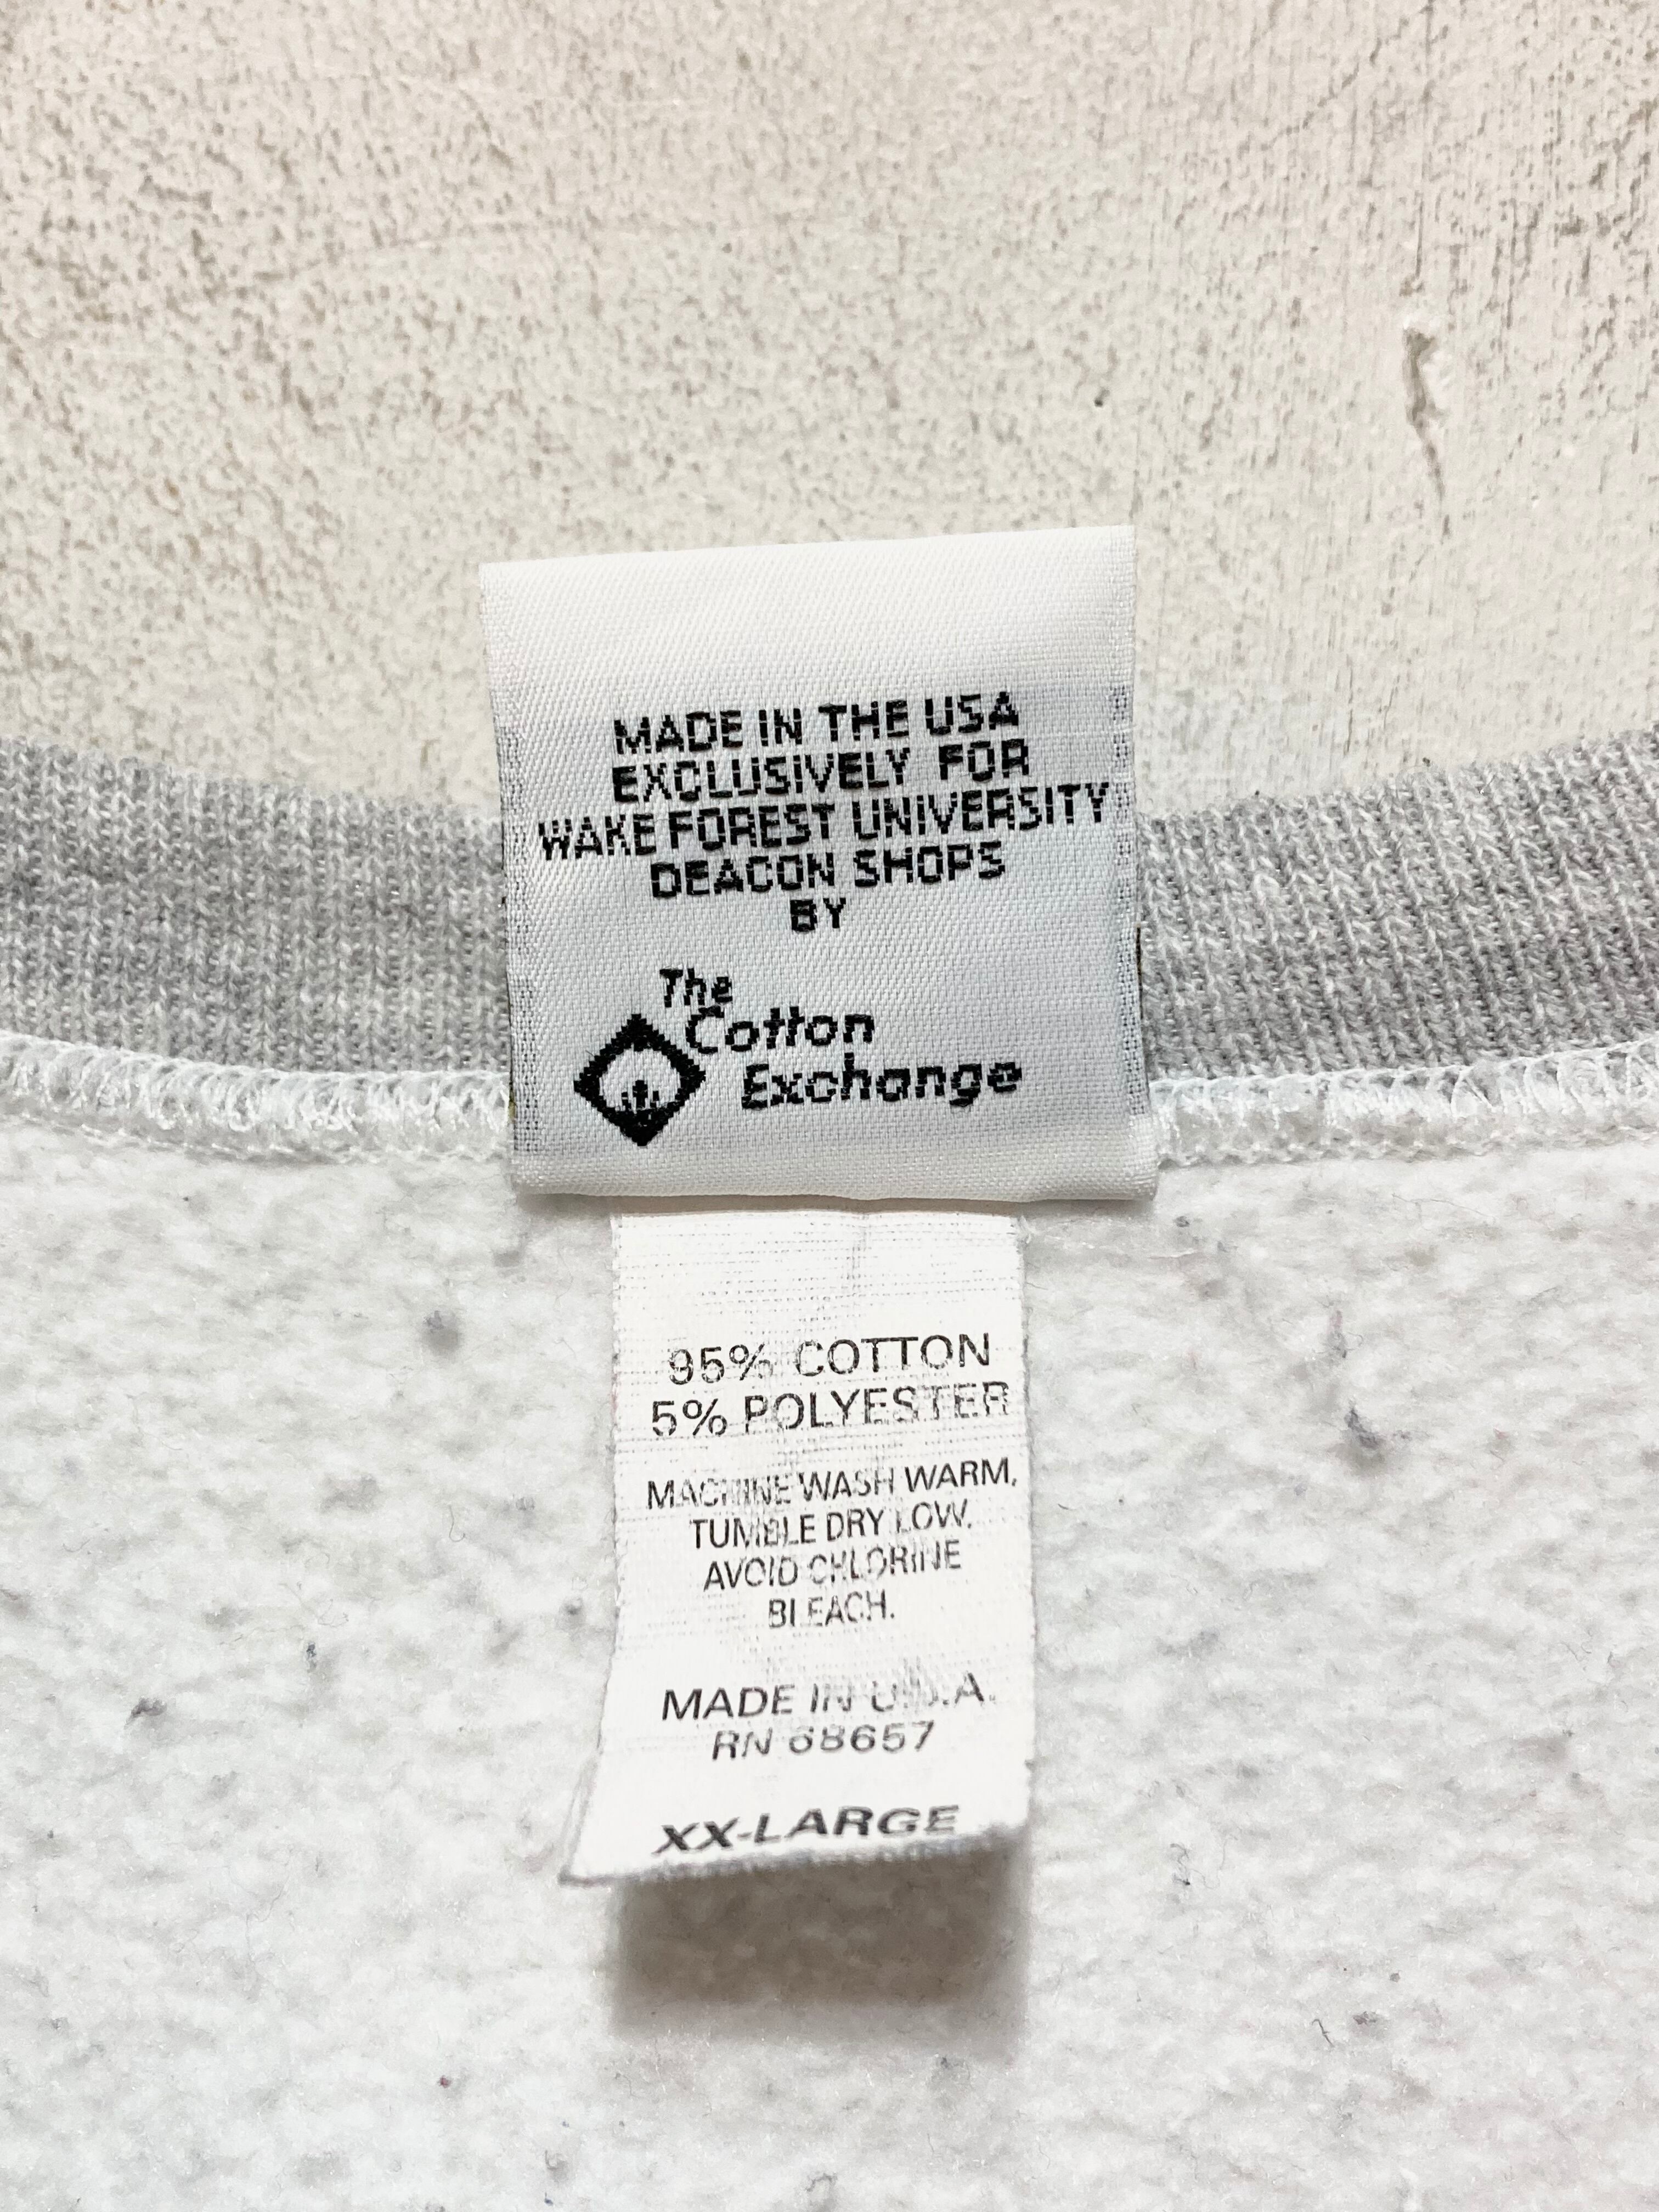 MADE IN THE USA
EXCLUSIVELY FOR
WAKE FOREST UNIVERSITY
DEACON SHOPS
BY
The
Cotton
Exchange
95% COTTON
5% POLYESTER
MACHINE WASH WARM,
TUMBLE DRY LOW.
AVOID CHLORINE
BLEACH.
MADE IN U.S.A.
RN 68657
XX-LARGE